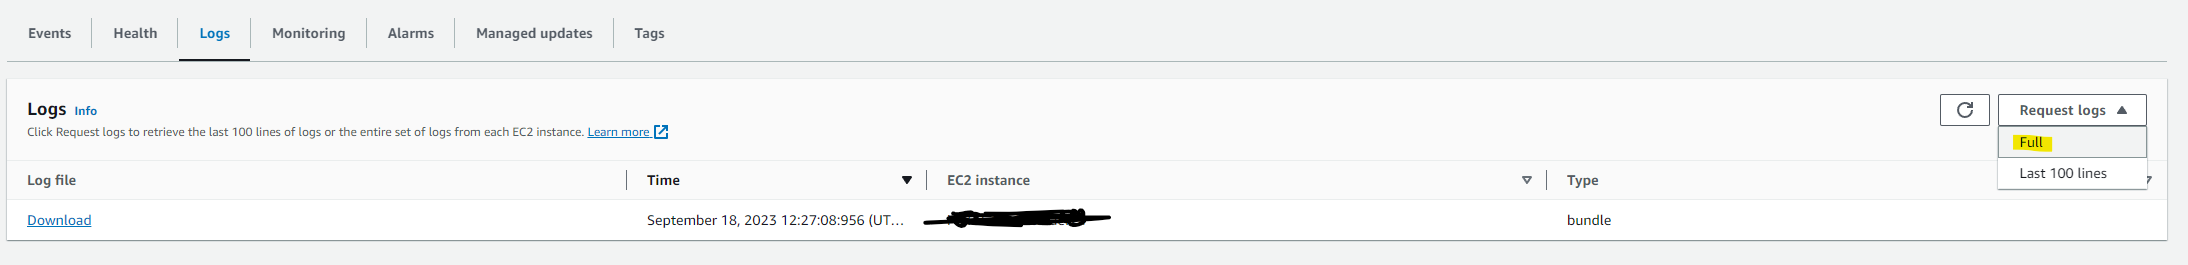 Events Health Logs Monitoring Alarms Managed updates Tags
Logs Info
Request logs
Click Request logs to retrieve the last 100 lines of logs or the entire set of logs from each EC2 instance. Learn more
Full
Last 100 lines
Log file Time EC2 instance Type
Download September 18, 2023 12:27:08:956 (UT... bundle